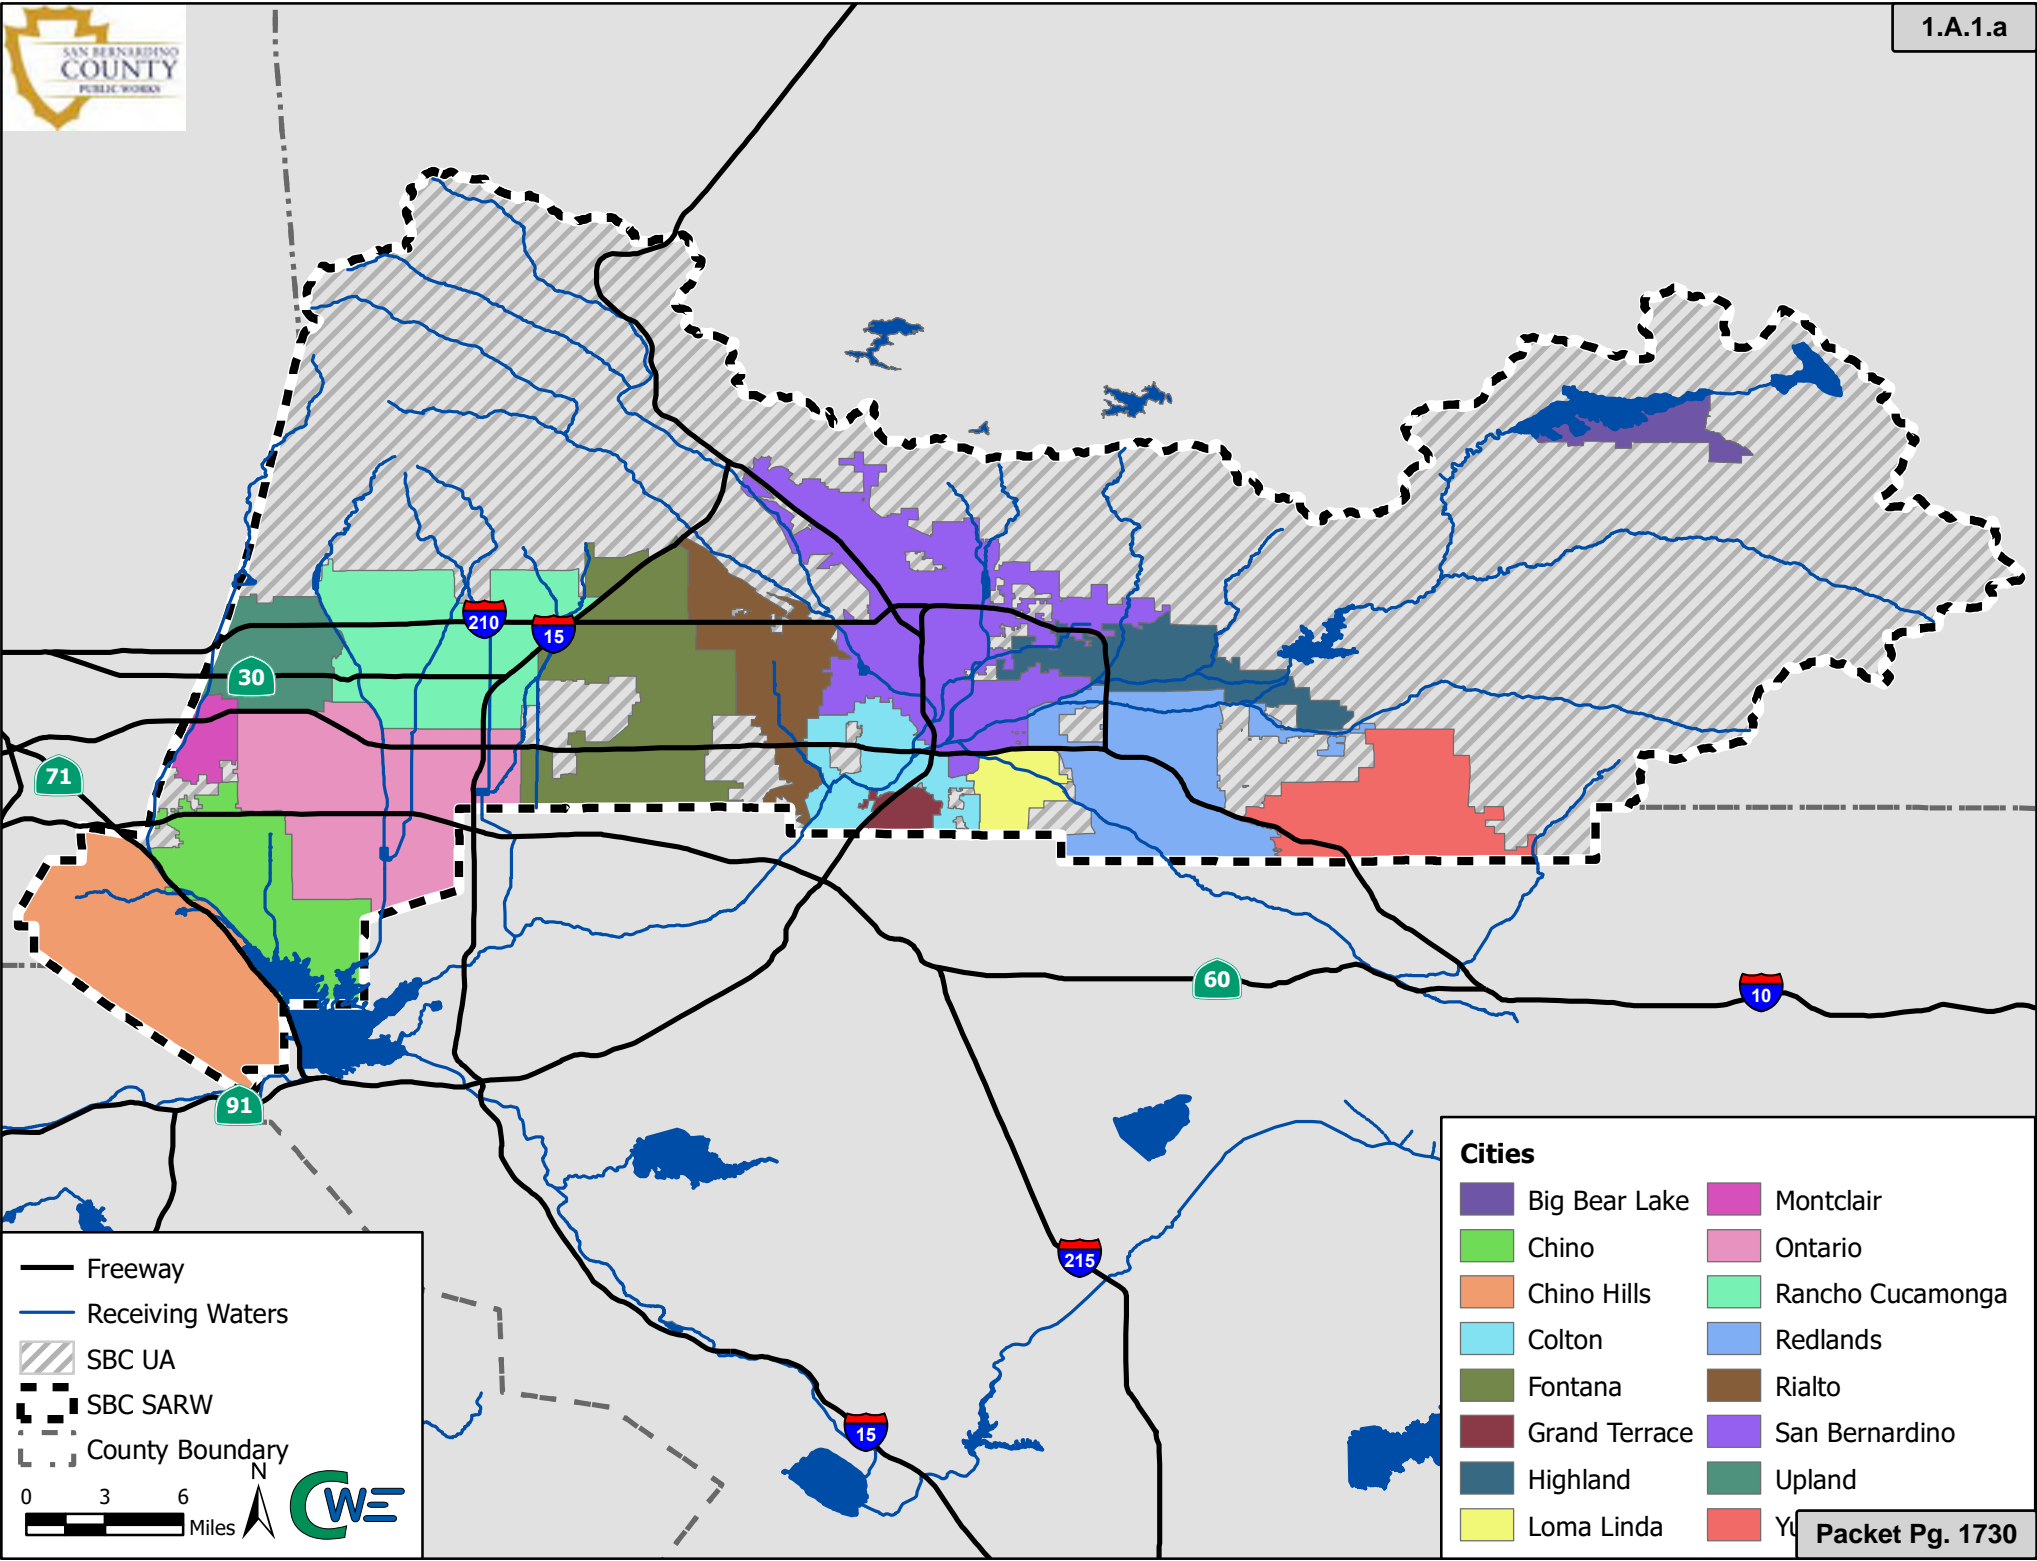 SAN BERNARDINO
COUNTY
PUBLIC WORKS
1.A.1.a
210
15
30
71
60
10
91
215
15
Freeway
Receiving Waters
SBC UA
SBC SARW
County Boundary
N
0 3 6
Miles
CWE
Cities
Big Bear Lake
Chino
Chino Hills
Colton
Fontana
Grand Terrace
Highland
Loma Linda
Montclair
Ontario
Rancho Cucamonga
Redlands
Rialto
San Bernardino
Upland
Packet Pg. 1730